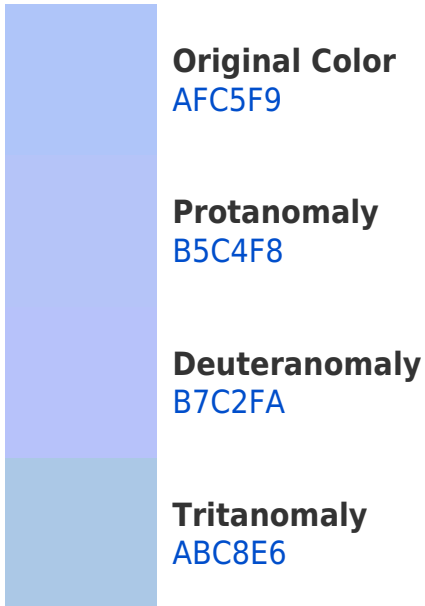 Original Color
AFC5F9
Protanomaly
B5C4F8
Deuteranomaly
B7C2FA
Tritanomaly
ABC8E6